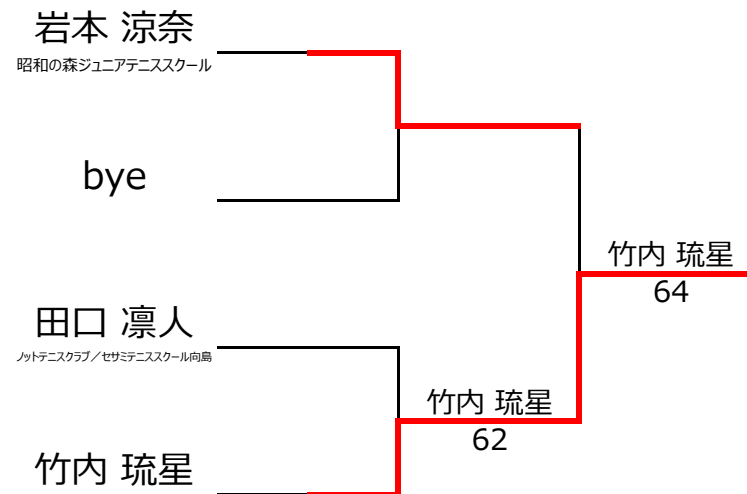 岩本 涼奈
昭和の森ジュニアテニススクール
bye
竹内 琉星
64
田口 凛人
ノットテニスクラブ／セサミテニススクール向島
竹内 琉星
62
竹内 琉星